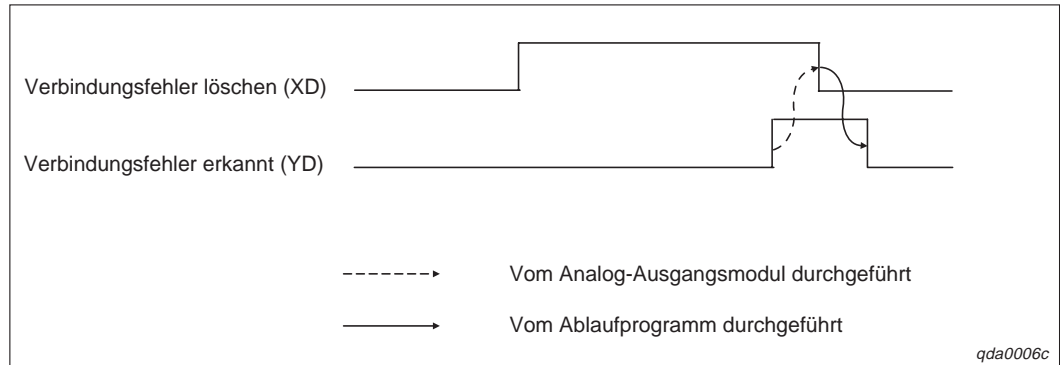 Verbindungsfehler löschen (XD)
Verbindungsfehler erkannt (YD)
Vom Analog-Ausgangsmodul durchgeführt
Vom Ablaufprogramm durchgeführt
qda0006c